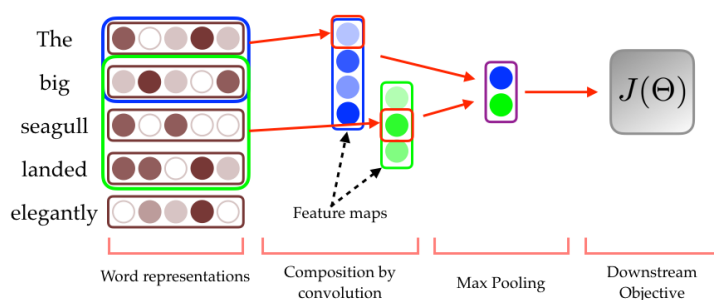 The
big
seagull
landed
elegantly
J(Θ)
Feature maps
Word representations
Composition by
convolution
Max Pooling
Downstream
Objective